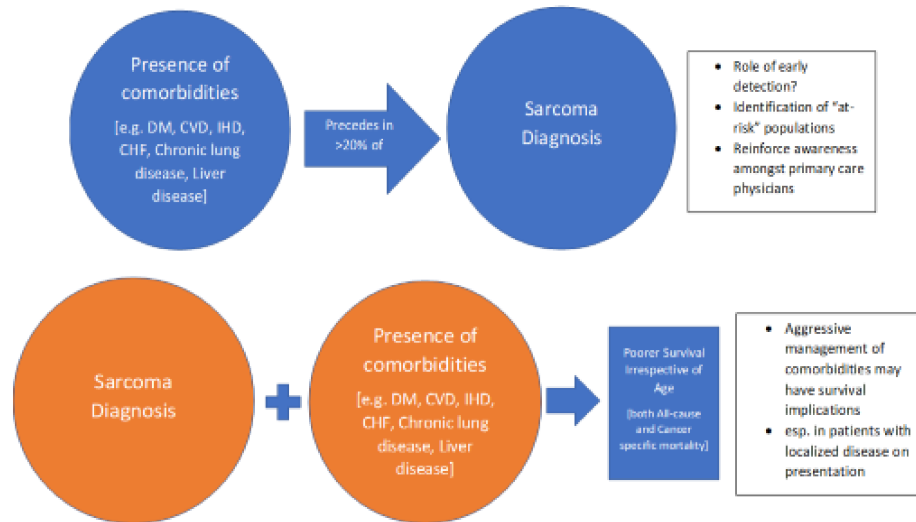 Presence of
comorbidities
[e.g. DM, CVD, IHD,
CHF, Chronic lung
disease, Liver
disease]
Precedes in
>20% of
Sarcoma
Diagnosis
• Role of early
detection?
• Identification of "at-
risk" populations
• Reinforce awareness
amongst primary care
physicians
Sarcoma
Diagnosis
Presence of
comorbidities
[e.g. DM, CVD, IHD,
CHF, Chronic lung
disease, Liver
disease]
Poorer Survival
Irrespective of
Age
[both All-cause
and Cancer
specific mortality]
• Aggressive
management of
comorbidities may
have survival
implications
• esp. in patients with
localized disease on
presentation